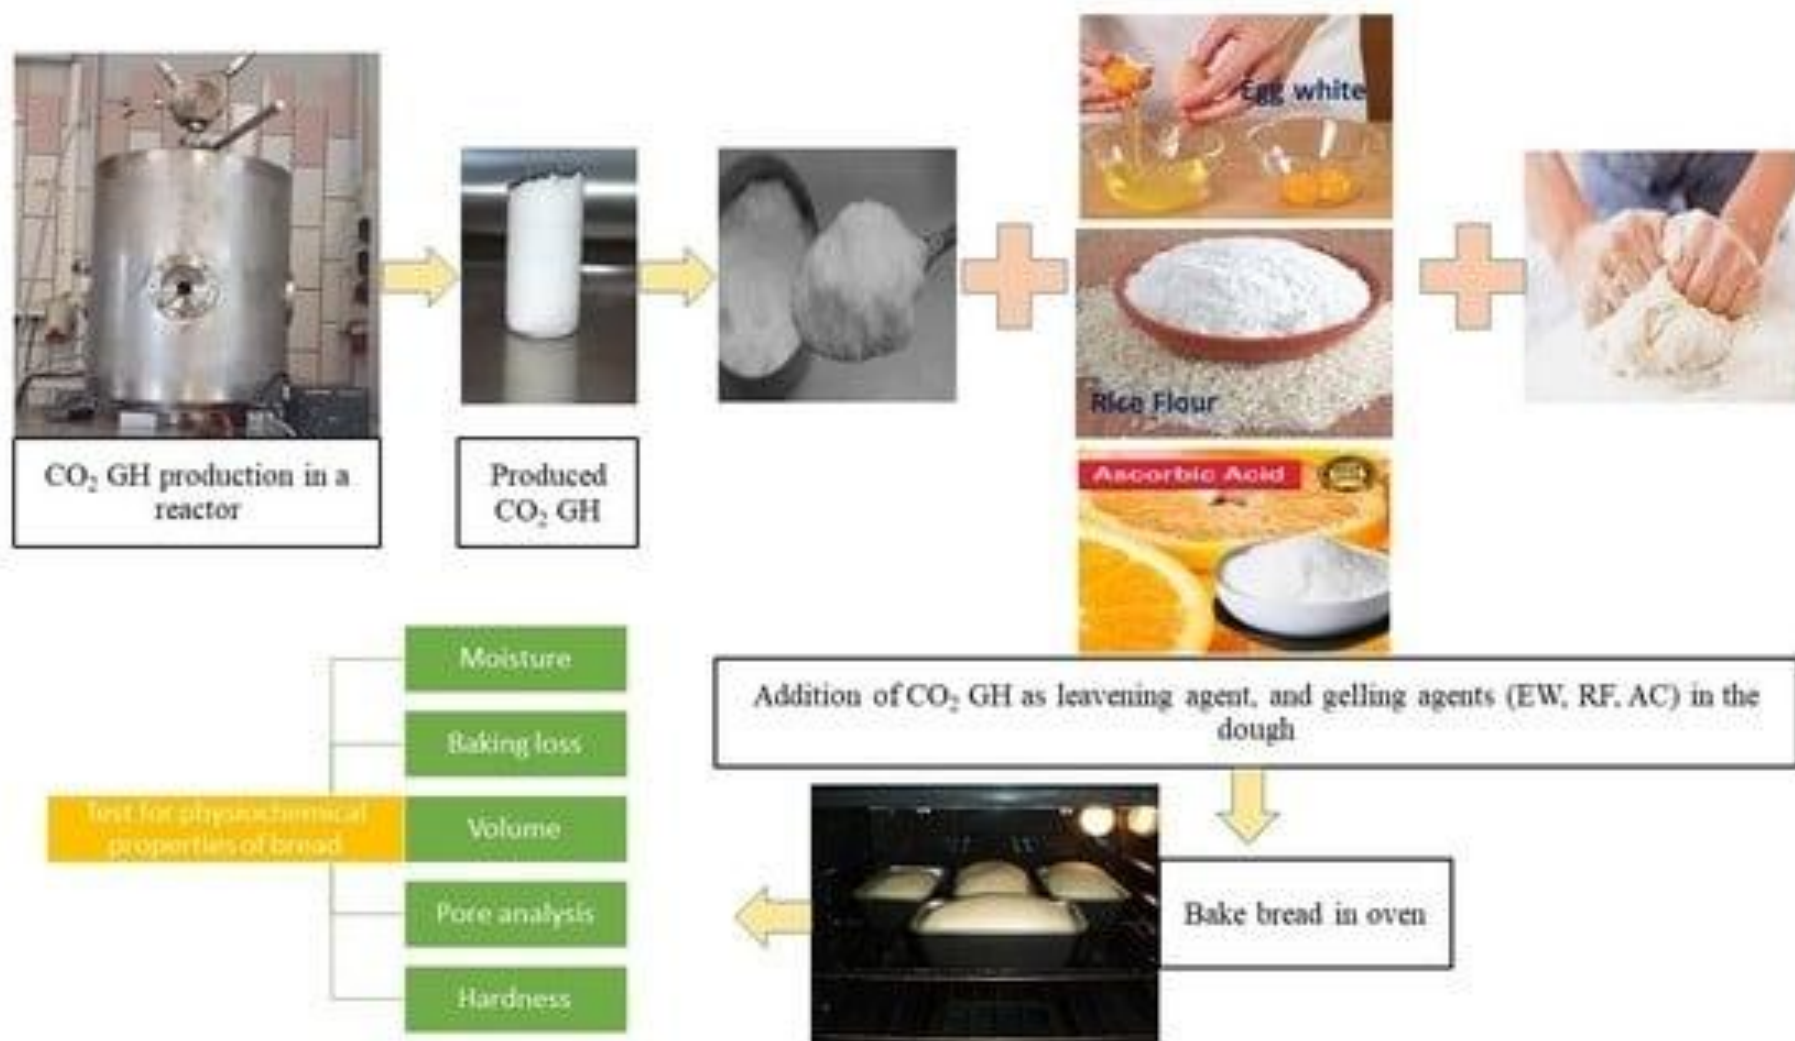 Egg white
Rice Flour
Ascorbic Acid
CO₂ GH production in a
reactor
Produced
CO₂ GH
Addition of CO₂ GH as leavening agent, and gelling agents (EW, RF, AC) in the
dough
Bake bread in oven
Test for physiochemical
properties of bread
Moisture
Baking loss
Volume
Pore analysis
Hardness